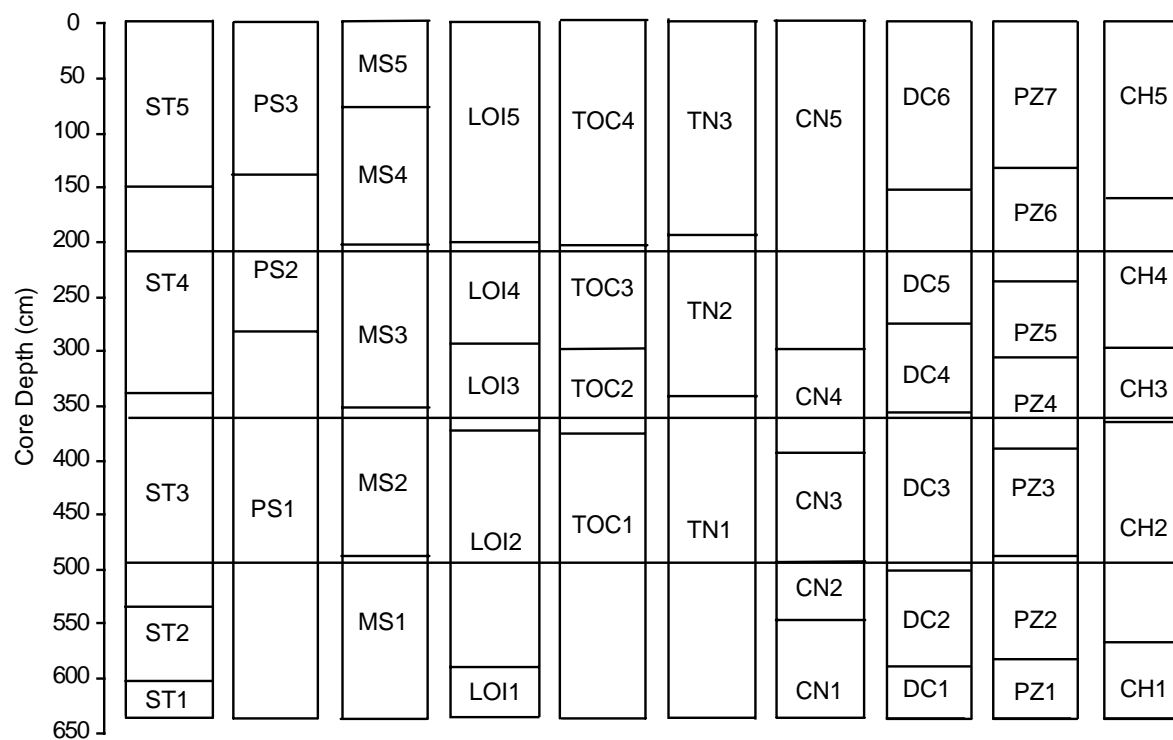 Core Depth (cm)
0
50
100
150
200
250
300
350
400
450
500
550
600
650
ST5
ST4
ST3
ST2
ST1
PS3
PS2
PS1
MS5
MS4
MS3
MS2
MS1
LOI5
LOI4
LOI3
LOI2
LOI1
TOC4
TOC3
TOC2
TOC1
TN3
TN2
TN1
CN5
CN4
CN3
CN2
CN1
DC6
DC5
DC4
DC3
DC2
DC1
PZ7
PZ6
PZ5
PZ4
PZ3
PZ2
PZ1
CH5
CH4
CH3
CH2
CH1